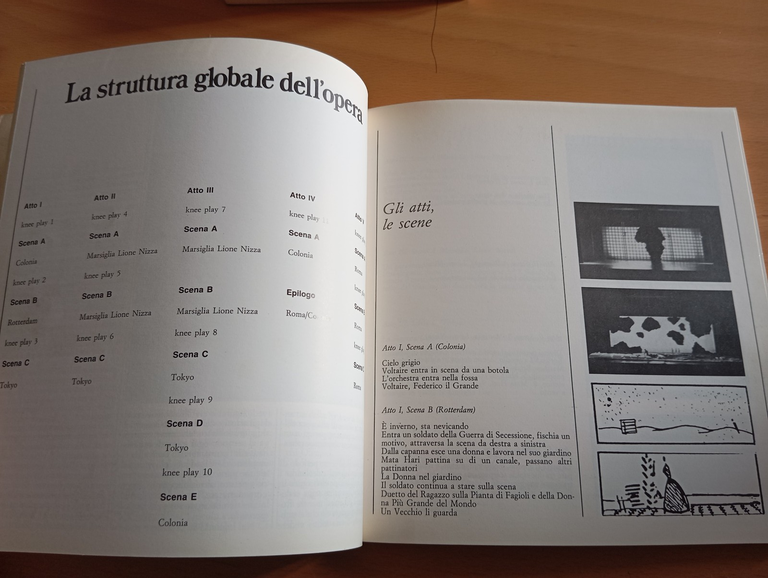 La struttura globale dell'opera
Atto I
knee play 1
Scena A
Colonia
knee play 2
Scena B
Rotterdam
knee play 3
Scena C
Tokyo
Atto II
knee play 4
Scena A
Marsiglia Lione Nizza
knee play 5
Scena B
Marsiglia Lione Nizza
knee play 6
Scena C
Tokyo
Atto III
knee play 7
Scena A
Marsiglia Lione Nizza
Scena B
Marsiglia Lione Nizza
knee play 8
Scena C
Tokyo
knee play 9
Scena D
Tokyo
knee play 10
Scena E
Colonia
Atto IV
knee play
Scena A
Colonia
Epilogo
Gli atti,
le scene
Atto I, Scena A (Colonia)
Cielo grigio
Voltaire entra in scena da una botola
L'orchestra entra nella fossa
Voltaire, Federico il Grande
Atto I, Scena B (Rotterdam)
È inverno, sta nevicando
Entra un soldato della Guerra di Secessione, fischia un
motivo, attraversa la scena da destra a sinistra
Dalla capanna esce una donna e lavora nel suo giardino
Mata Hari pattina su di un canale, passano altri
pattinatori
La Donna nel giardino
Il soldato continua a stare sulla scena
Duetto del Ragazzo sulla Pianta di Fagioli e della Don-
na Più Grande del Mondo
Un Vecchio li guarda